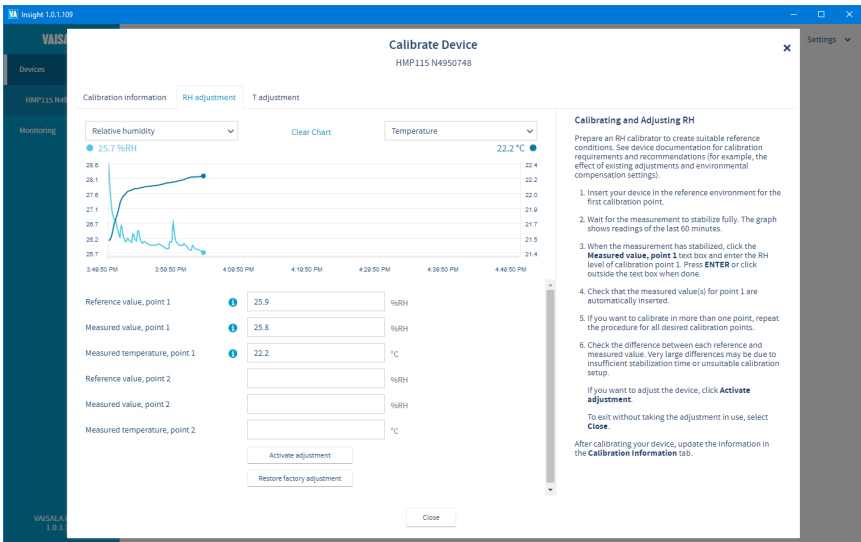 VA Insight 1.0.1.109
VAISA
Devices
HMP115 N49
Monitoring
VAISALA
1.0.1.
Settings
Calibrate Device
HMP115 N4950748
Calibration information RH adjustment T adjustment
Relative humidity Clear Chart Temperature
25.7 %RH 22.2 °C
28.6 22.4
28.1 22.2
27.6 22.0
27.1 21.9
26.7 21.7
26.2 21.5
25.7 21.4
3:49:50 PM 3:59:50 PM 4:09:50 PM 4:19:50 PM 4:29:50 PM 4:39:50 PM 4:49:50 PM
Reference value, point 1 i 25.9 %RH
Measured value, point 1 i 25.8 %RH
Measured temperature, point 1 i 22.2 °C
Reference value, point 2 %RH
Measured value, point 2 %RH
Measured temperature, point 2 °C
Activate adjustment
Restore factory adjustment
Close
Calibrating and Adjusting RH
Prepare an RH calibrator to create suitable reference
conditions. See device documentation for calibration
requirements and recommendations (for example, the
effect of existing adjustments and environmental
compensation settings).
1. Insert your device in the reference environment for the
first calibration point.
2. Wait for the measurement to stabilize fully. The graph
shows readings of the last 60 minutes.
3. When the measurement has stabilized, click the
Measured value, point 1 text box and enter the RH
level of calibration point 1. Press ENTER or click
outside the text box when done.
4. Check that the measured value(s) for point 1 are
automatically inserted.
5. If you want to calibrate in more than one point, repeat
the procedure for all desired calibration points.
6. Check the difference between each reference and
measured value. Very large differences may be due to
insufficient stabilization time or unsuitable calibration
setup.
If you want to adjust the device, click Activate
adjustment.
To exit without taking the adjustment in use, select
Close.
After calibrating your device, update the information in
the Calibration Information tab.